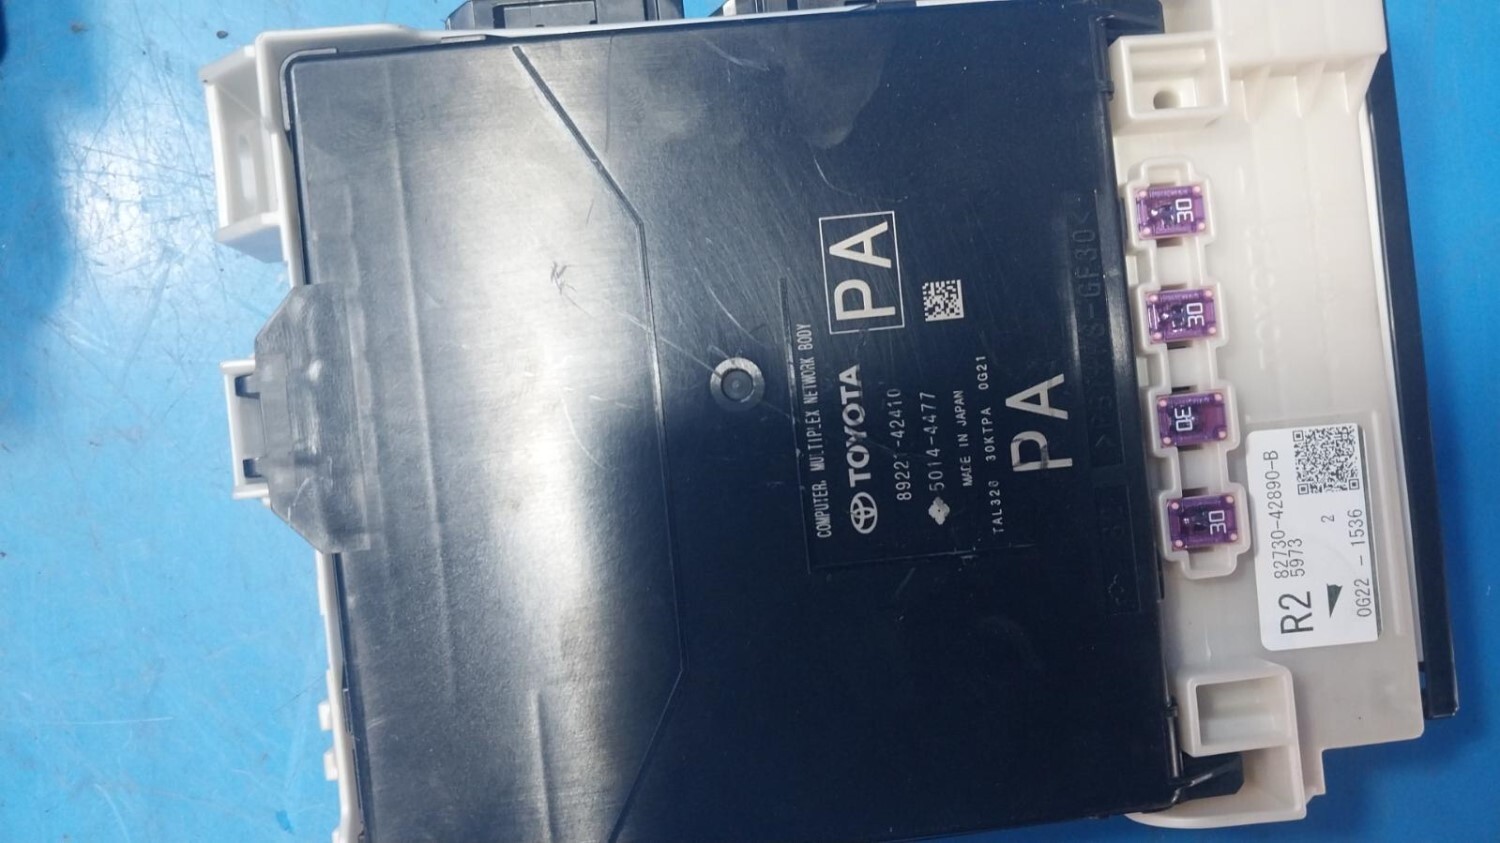 COMPUTER, MULTIPLEX NETWORK BODY
TOYOTA
PA
89221-42410
5014-4477
MADE IN JAPAN
TAL328 30KTPA 0G21
PA
30
30
30
30
R2 82730-42890-B
5973 2
0G22 - 1536